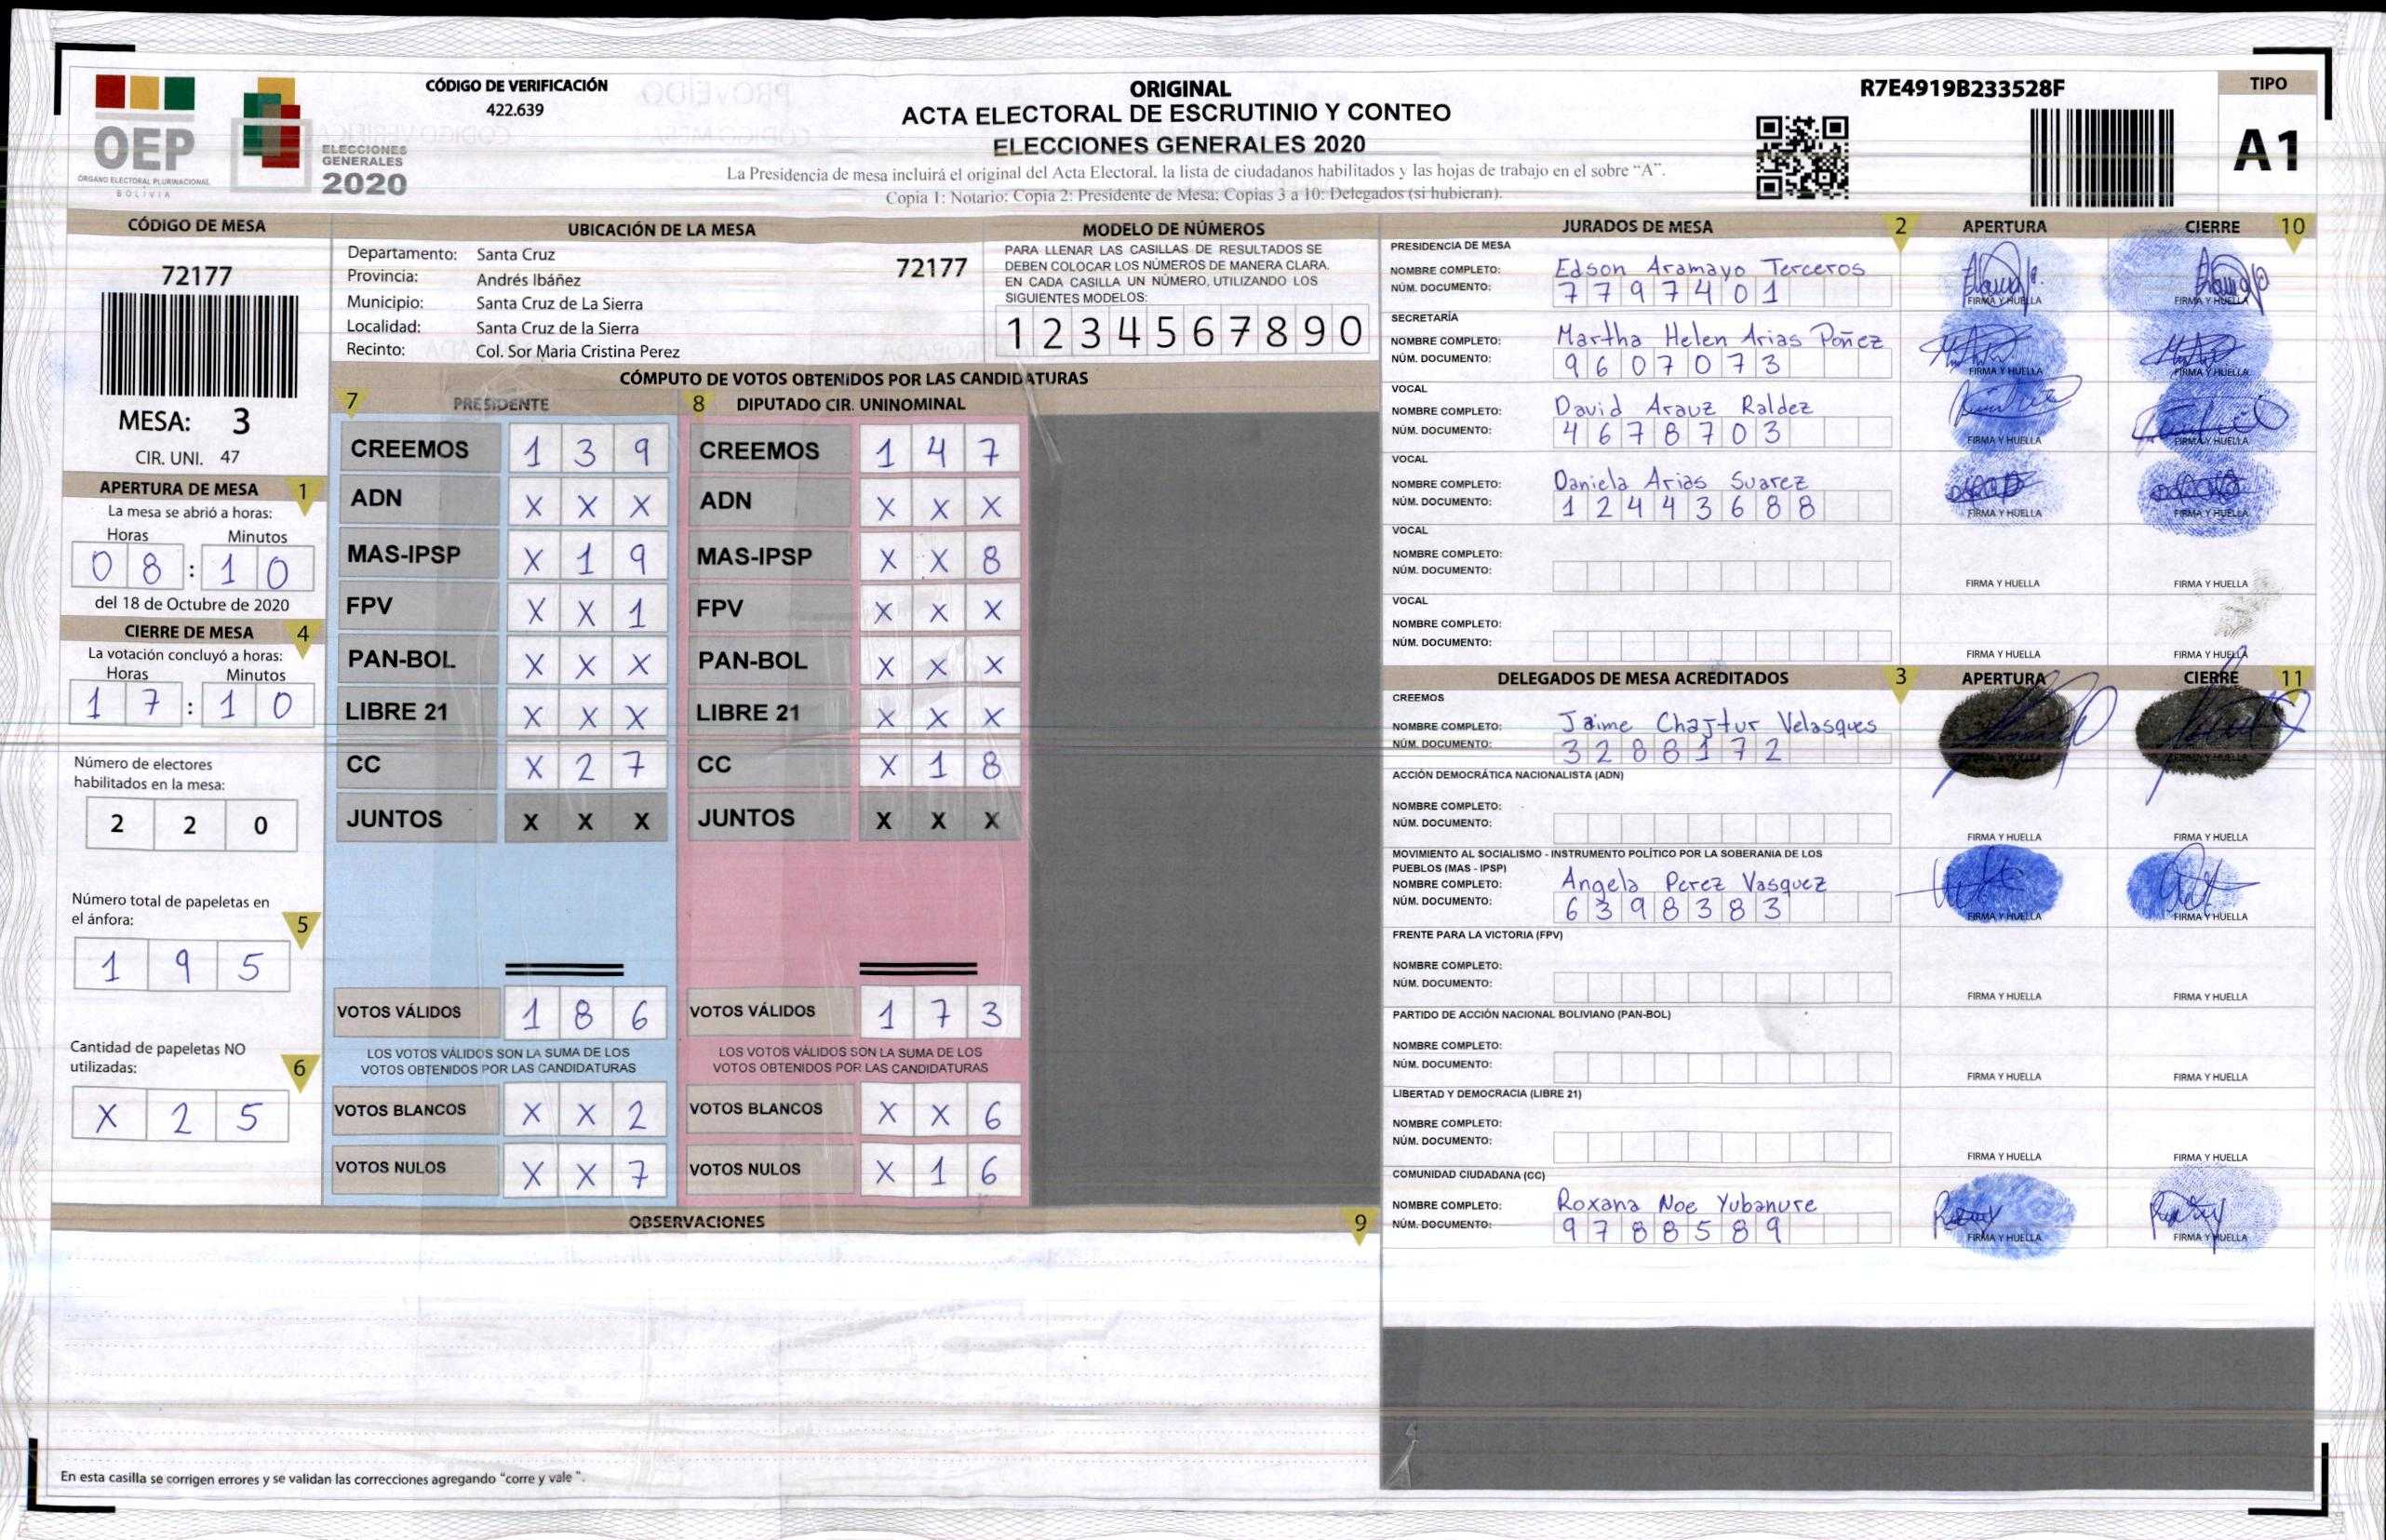 CÓDIGO DE VERIFICACIÓN
422.639
OEP
ÓRGANO ELECTORAL PLURINACIONAL
BOLIVIA
ELECCIONES
GENERALES
2020
ORIGINAL
ACTA ELECTORAL DE ESCRUTINIO Y CONTEO
ELECCIONES GENERALES 2020
La Presidencia de mesa incluirá el original del Acta Electoral, la lista de ciudadanos habilitados y las hojas de trabajo en el sobre "A".
Copia 1: Notario; Copia 2: Presidente de Mesa; Copias 3 a 10: Delegados (si hubieran).
R7E4919B233528F
TIPO
A1
CÓDIGO DE MESA
72177
MESA: 3
CIR. UNI. 47
APERTURA DE MESA 1
La mesa se abrió a horas:
Horas Minutos
0 8 : 1 0
del 18 de Octubre de 2020
CIERRE DE MESA 4
La votación concluyó a horas:
Horas Minutos
1 7 : 1 0
Número de electores
habilitados en la mesa:
2 2 0
Número total de papeletas en
el ánfora:
5
1 9 5
Cantidad de papeletas NO
utilizadas:
6
X 2 5
UBICACIÓN DE LA MESA
Departamento: Santa Cruz
72177
Provincia: Andrés Ibáñez
Municipio: Santa Cruz de La Sierra
Localidad: Santa Cruz de la Sierra
Recinto: Col. Sor Maria Cristina Perez
MODELO DE NÚMEROS
PARA LLENAR LAS CASILLAS DE RESULTADOS SE
DEBEN COLOCAR LOS NÚMEROS DE MANERA CLARA.
EN CADA CASILLA UN NÚMERO, UTILIZANDO LOS
SIGUIENTES MODELOS:
1 2 3 4 5 6 7 8 9 0
CÓMPUTO DE VOTOS OBTENIDOS POR LAS CANDIDATURAS
7 PRESIDENTE
CREEMOS 1 3 9
ADN X X X
MAS-IPSP X 1 9
FPV X X 1
PAN-BOL X X X
LIBRE 21 X X X
CC X 2 7
JUNTOS X X X
VOTOS VÁLIDOS 1 8 6
LOS VOTOS VÁLIDOS SON LA SUMA DE LOS
VOTOS OBTENIDOS POR LAS CANDIDATURAS
VOTOS BLANCOS X X 2
VOTOS NULOS X X 7
8 DIPUTADO CIR. UNINOMINAL
CREEMOS 1 4 7
ADN X X X
MAS-IPSP X X 8
FPV X X X
PAN-BOL X X X
LIBRE 21 X X X
CC X 1 8
JUNTOS X X X
VOTOS VÁLIDOS 1 7 3
LOS VOTOS VÁLIDOS SON LA SUMA DE LOS
VOTOS OBTENIDOS POR LAS CANDIDATURAS
VOTOS BLANCOS X X 6
VOTOS NULOS X 1 6
OBSERVACIONES 9
En esta casilla se corrigen errores y se validan las correcciones agregando "corre y vale ".
JURADOS DE MESA 2 APERTURA CIERRE 10
PRESIDENCIA DE MESA
NOMBRE COMPLETO: Edson Aramayo Terceros
NÚM. DOCUMENTO: 7 7 9 7 4 0 1
FIRMA Y HUELLA FIRMA Y HUELLA
SECRETARÍA
NOMBRE COMPLETO: Martha Helen Arias Poñez
NÚM. DOCUMENTO: 9 6 0 7 0 7 3
FIRMA Y HUELLA FIRMA Y HUELLA
VOCAL
NOMBRE COMPLETO: David Arauz Raldez
NÚM. DOCUMENTO: 4 6 7 8 7 0 3
FIRMA Y HUELLA FIRMA Y HUELLA
VOCAL
NOMBRE COMPLETO: Daniela Arias Suarez
NÚM. DOCUMENTO: 1 2 4 4 3 6 8 8
FIRMA Y HUELLA FIRMA Y HUELLA
VOCAL
NOMBRE COMPLETO:
NÚM. DOCUMENTO:
FIRMA Y HUELLA FIRMA Y HUELLA
VOCAL
NOMBRE COMPLETO:
NÚM. DOCUMENTO:
FIRMA Y HUELLA FIRMA Y HUELLA
DELEGADOS DE MESA ACREDITADOS 3 APERTURA CIERRE 11
CREEMOS
NOMBRE COMPLETO: Jaime Chajtur Velasques
NÚM. DOCUMENTO: 3 2 8 8 1 7 2
ACCIÓN DEMOCRÁTICA NACIONALISTA (ADN)
NOMBRE COMPLETO:
NÚM. DOCUMENTO:
FIRMA Y HUELLA FIRMA Y HUELLA
MOVIMIENTO AL SOCIALISMO - INSTRUMENTO POLÍTICO POR LA SOBERANIA DE LOS
PUEBLOS (MAS - IPSP)
NOMBRE COMPLETO: Angela Perez Vasquez
NÚM. DOCUMENTO: 6 3 9 8 3 8 3
FIRMA Y HUELLA FIRMA Y HUELLA
FRENTE PARA LA VICTORIA (FPV)
NOMBRE COMPLETO:
NÚM. DOCUMENTO:
FIRMA Y HUELLA FIRMA Y HUELLA
PARTIDO DE ACCIÓN NACIONAL BOLIVIANO (PAN-BOL)
NOMBRE COMPLETO:
NÚM. DOCUMENTO:
FIRMA Y HUELLA FIRMA Y HUELLA
LIBERTAD Y DEMOCRACIA (LIBRE 21)
NOMBRE COMPLETO:
NÚM. DOCUMENTO:
FIRMA Y HUELLA FIRMA Y HUELLA
COMUNIDAD CIUDADANA (CC)
NOMBRE COMPLETO: Roxana Noe Yubanure
NÚM. DOCUMENTO: 9 7 8 8 5 8 9
FIRMA Y HUELLA FIRMA Y HUELLA